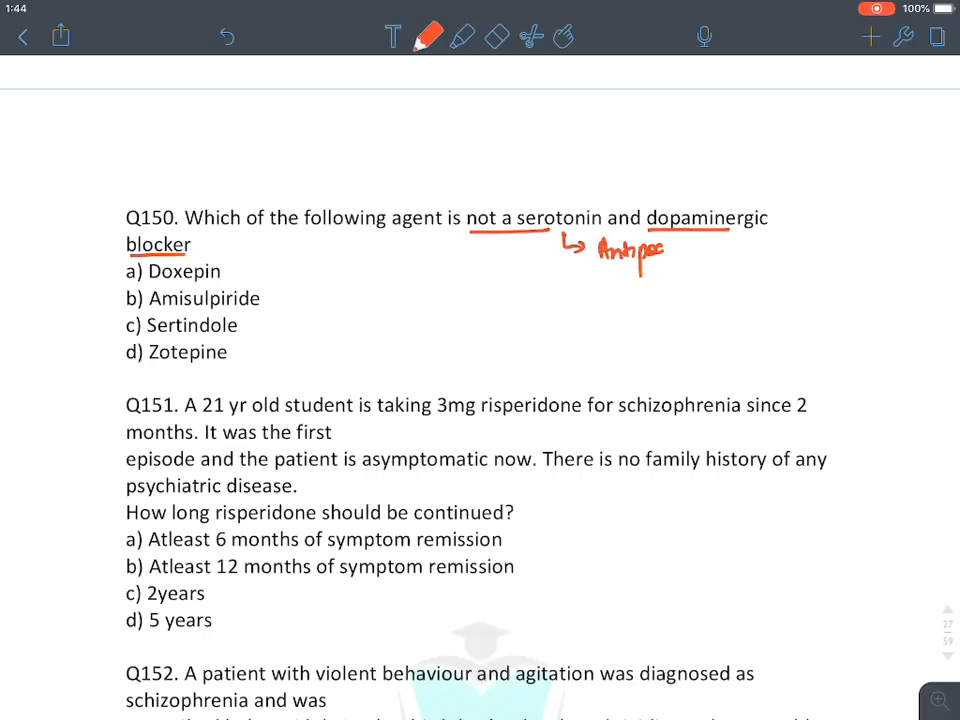 1:44
100%
T
Q150. Which of the following agent is not a serotonin and dopaminergic
blocker
a) Doxepin
b) Amisulpiride
c) Sertindole
d) Zotepine
Q151. A 21 yr old student is taking 3mg risperidone for schizophrenia since 2
months. It was the first
episode and the patient is asymptomatic now. There is no family history of any
psychiatric disease.
How long risperidone should be continued?
a) Atleast 6 months of symptom remission
b) Atleast 12 months of symptom remission
c) 2years
d) 5 years
27
59
Q152. A patient with violent behaviour and agitation was diagnosed as
schizophrenia and was